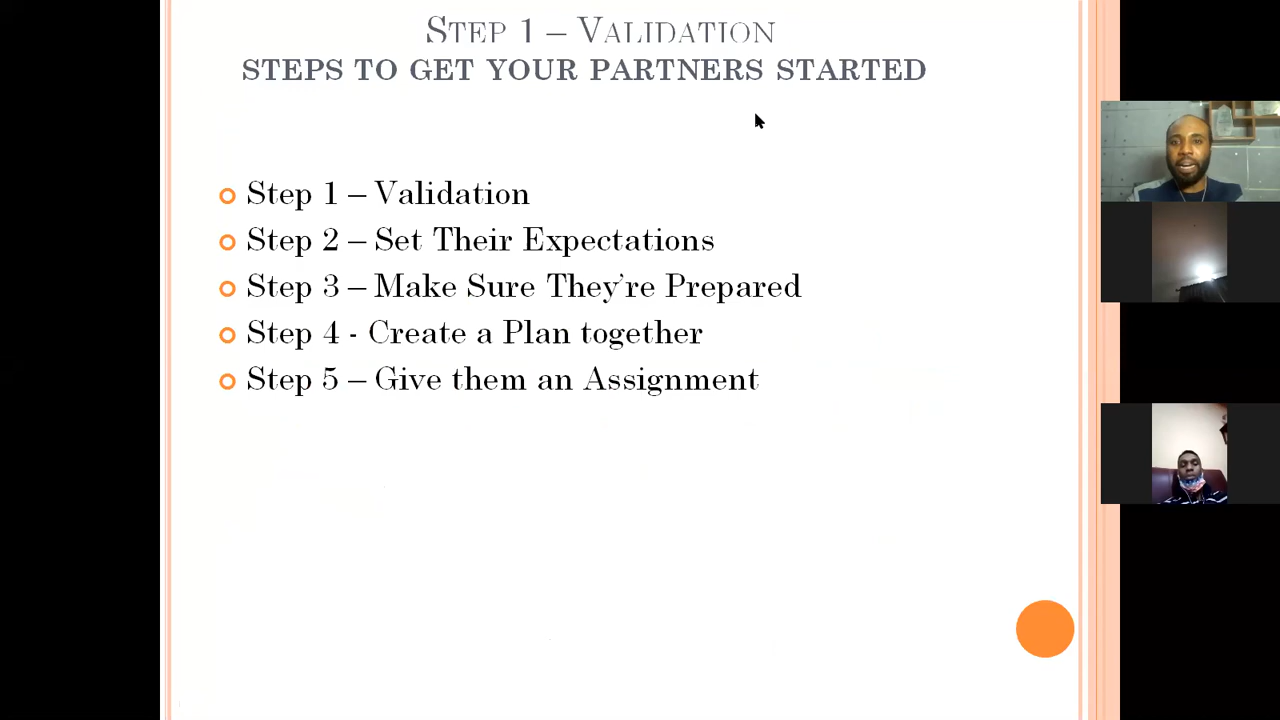 STEP 1 – VALIDATION
STEPS TO GET YOUR PARTNERS STARTED
Step 1 – Validation
Step 2 – Set Their Expectations
Step 3 – Make Sure They're Prepared
Step 4 - Create a Plan together
Step 5 – Give them an Assignment